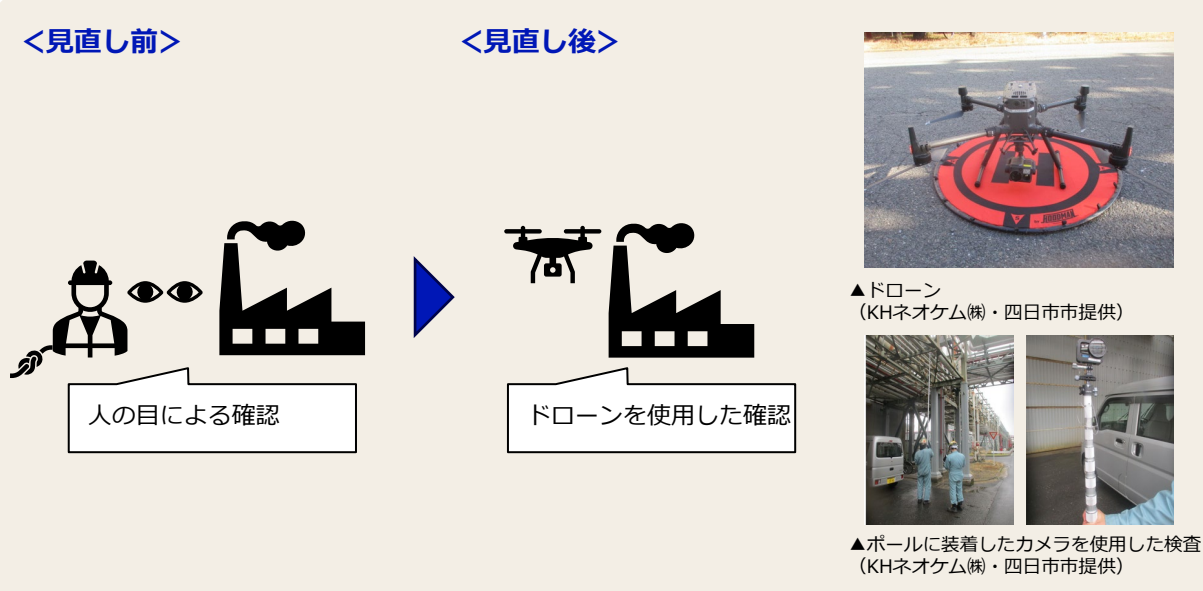 ＜見直し前＞
＜見直し後＞
人の目による確認
ドローンを使用した確認
▲ドローン
（KHネオケム㈱・四日市市提供）
▲ポールに装着したカメラを使用した検査
（KHネオケム㈱・四日市市提供）